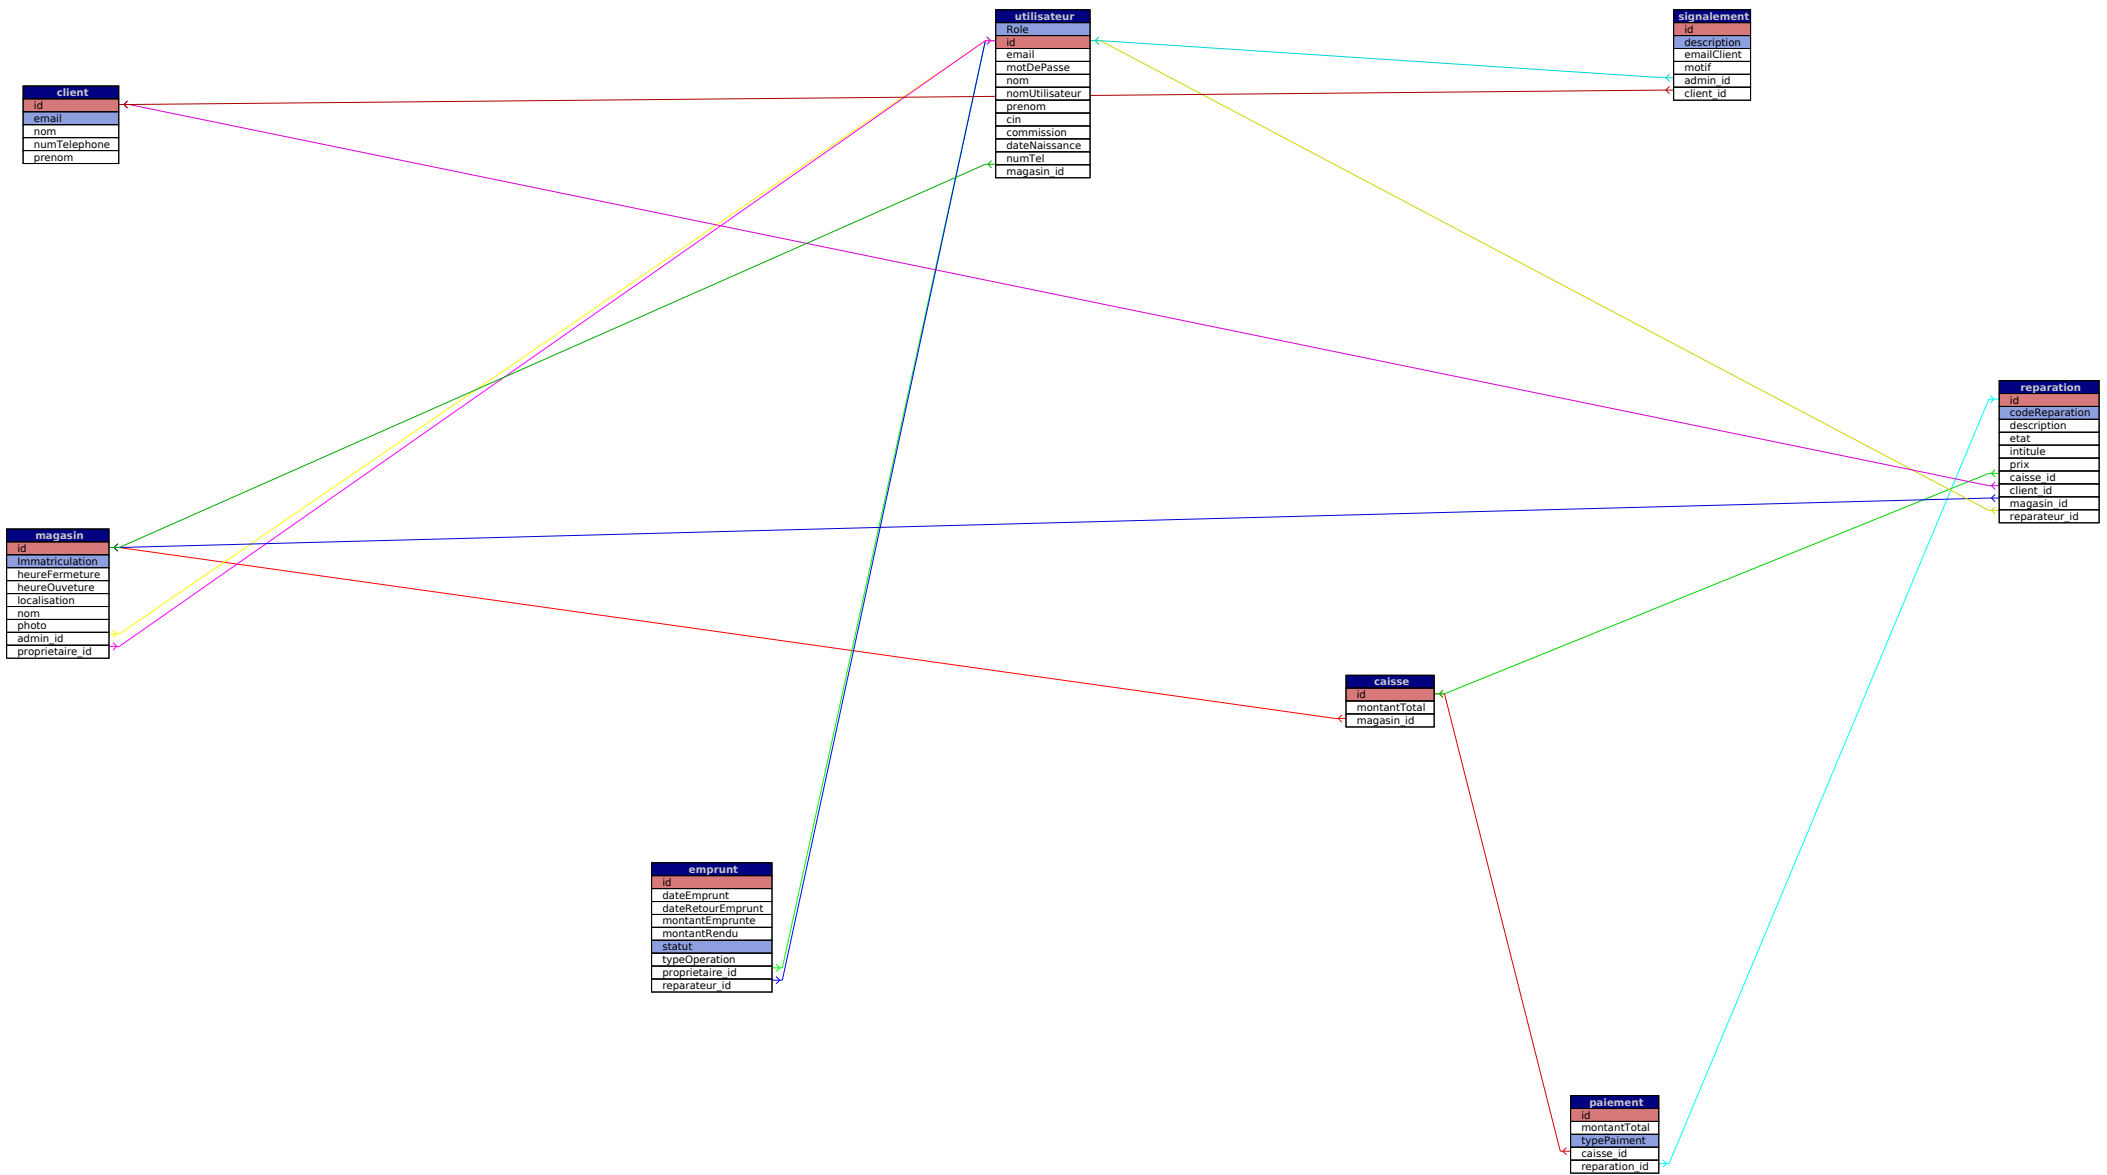 utilisateur
Role
id
email
motDePasse
nom
nomUtilisateur
prenom
cin
commission
dateNaissance
numTel
magasin_id
signalement
id
description
emailClient
motif
admin_id
client_id
client
id
email
nom
numTelephone
prenom
reparation
id
codeReparation
description
etat
intitule
prix
caisse_id
client_id
magasin_id
reparateur_id
magasin
id
Immatriculation
heureFermeture
heureOuveture
localisation
nom
photo
admin_id
proprietaire_id
caisse
id
montantTotal
magasin_id
emprunt
id
dateEmprunt
dateRetourEmprunt
montantEmprunte
montantRendu
statut
typeOperation
proprietaire_id
reparateur_id
paiement
id
montantTotal
typePaiment
caisse_id
reparation_id